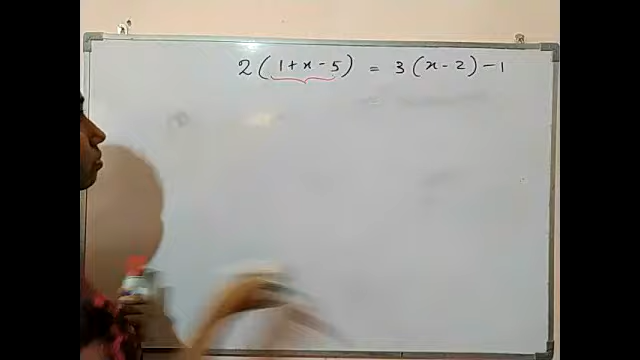 2(1+x-5) = 3(x-2)-1